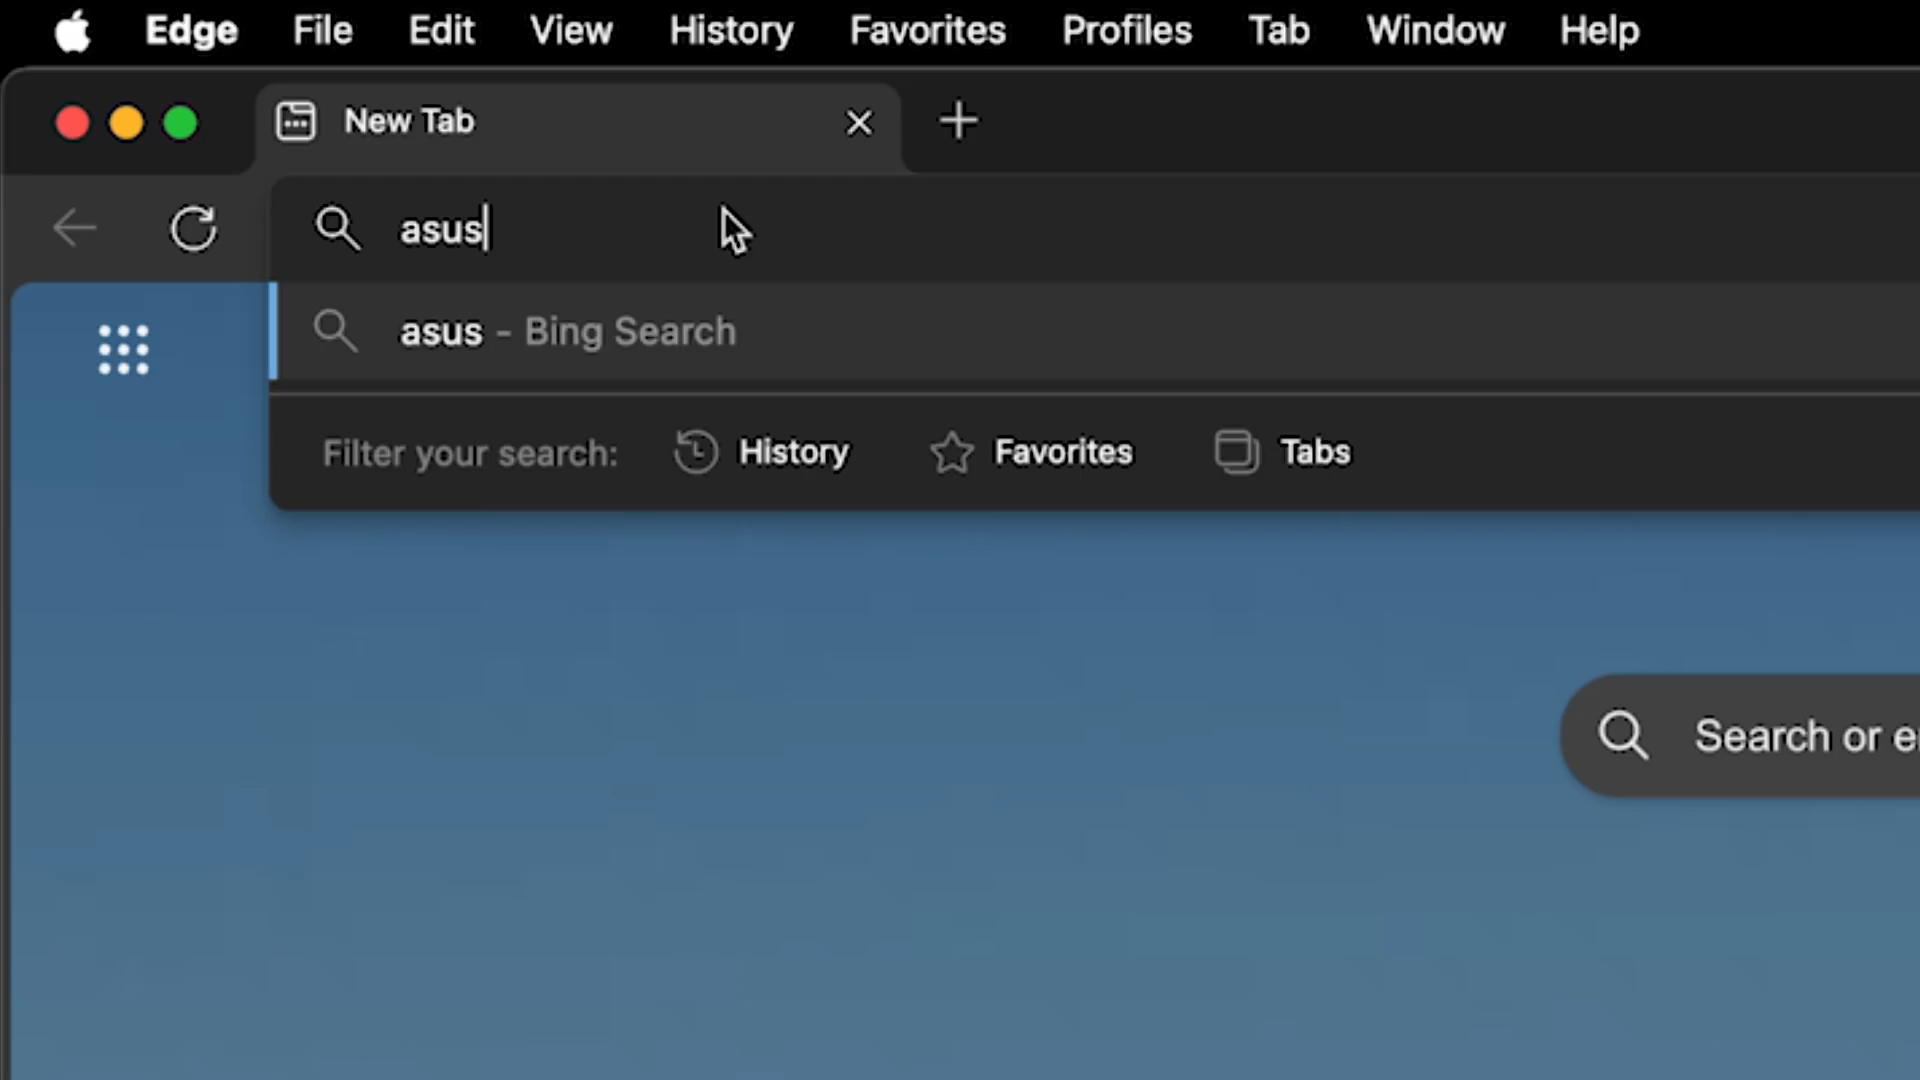 Edge File Edit View History Favorites Profiles Tab Window Help
New Tab
asus
asus - Bing Search
Filter your search: History Favorites Tabs
Search or